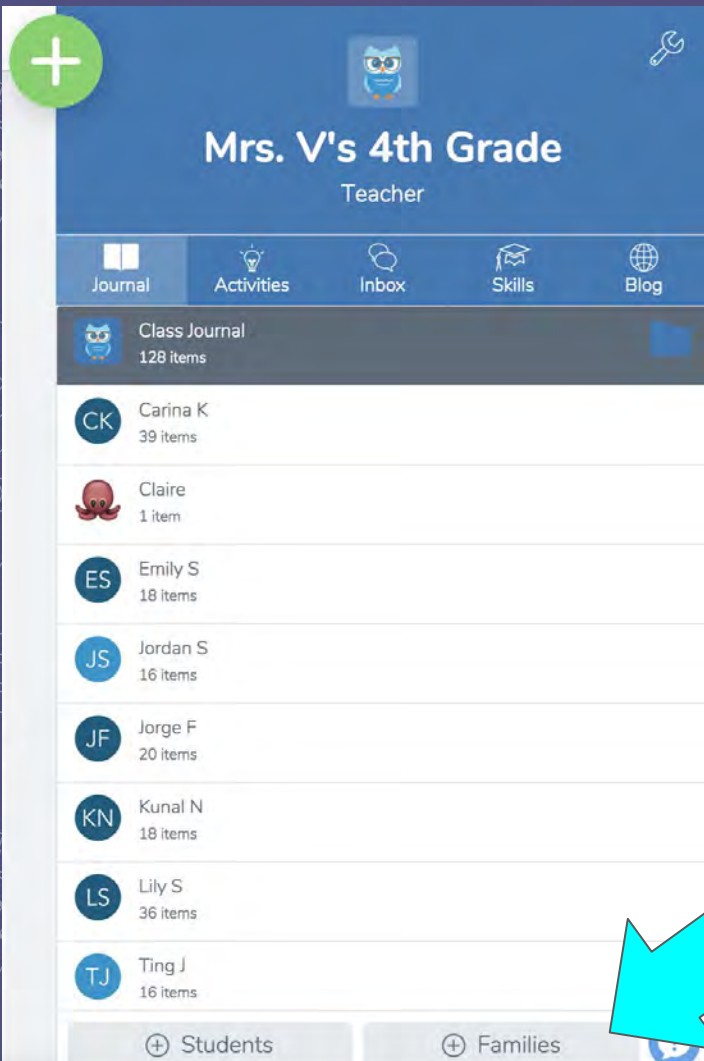 Mrs. V's 4th Grade
Teacher
Journal Activities Inbox Skills Blog
Class Journal
128 items
CK Carina K
39 items
Claire
1 item
ES Emily S
18 items
JS Jordan S
16 items
JF Jorge F
20 items
KN Kunal N
18 items
LS Lily S
36 items
TJ Ting J
16 items
Students Families